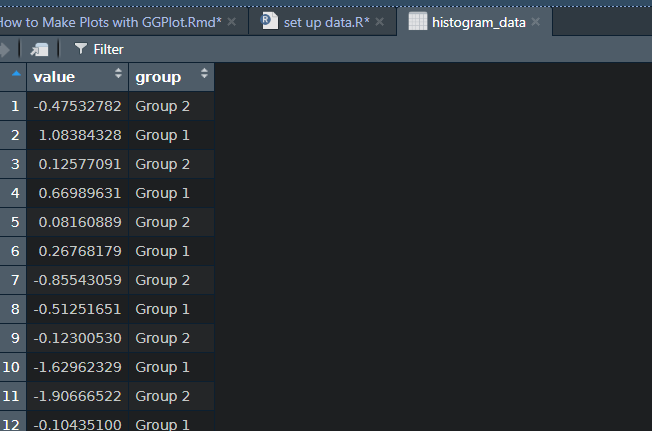 How to Make Plots with GGPlot.Rmd* set up data.R* histogram_data
Filter
value group
1 -0.47532782 Group 2
2 1.08384328 Group 1
3 0.12577091 Group 2
4 0.66989631 Group 1
5 0.08160889 Group 2
6 0.26768179 Group 1
7 -0.85543059 Group 2
8 -0.51251651 Group 1
9 -0.12300530 Group 2
10 -1.62962329 Group 1
11 -1.90666522 Group 2
12 -0.10435100 Group 1